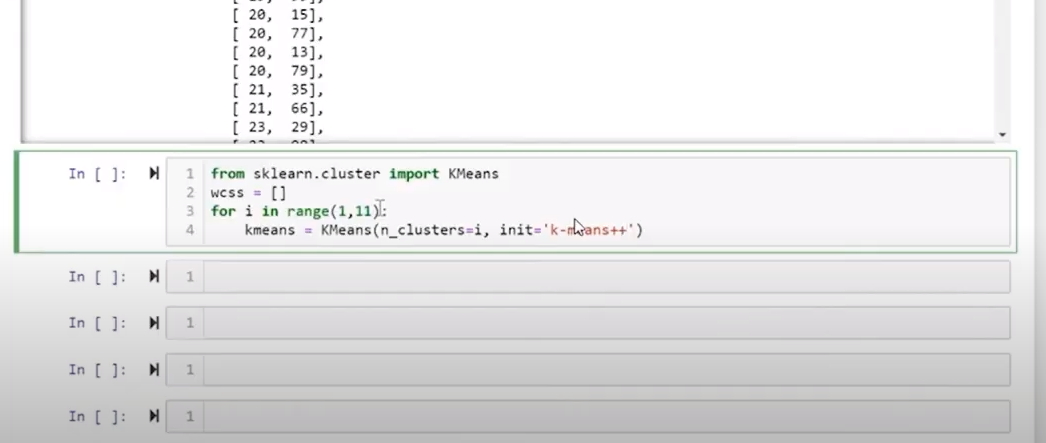 [ 20, 15],
[ 20, 77],
[ 20, 13],
[ 20, 79],
[ 21, 35],
[ 21, 66],
[ 23, 29],
In [ ]:
1 from sklearn.cluster import KMeans
2 wcss = []
3 for i in range(1,11):
4 kmeans = KMeans(n_clusters=i, init='k-means++')
In [ ]: 1
In [ ]: 1
In [ ]: 1
In [ ]: 1